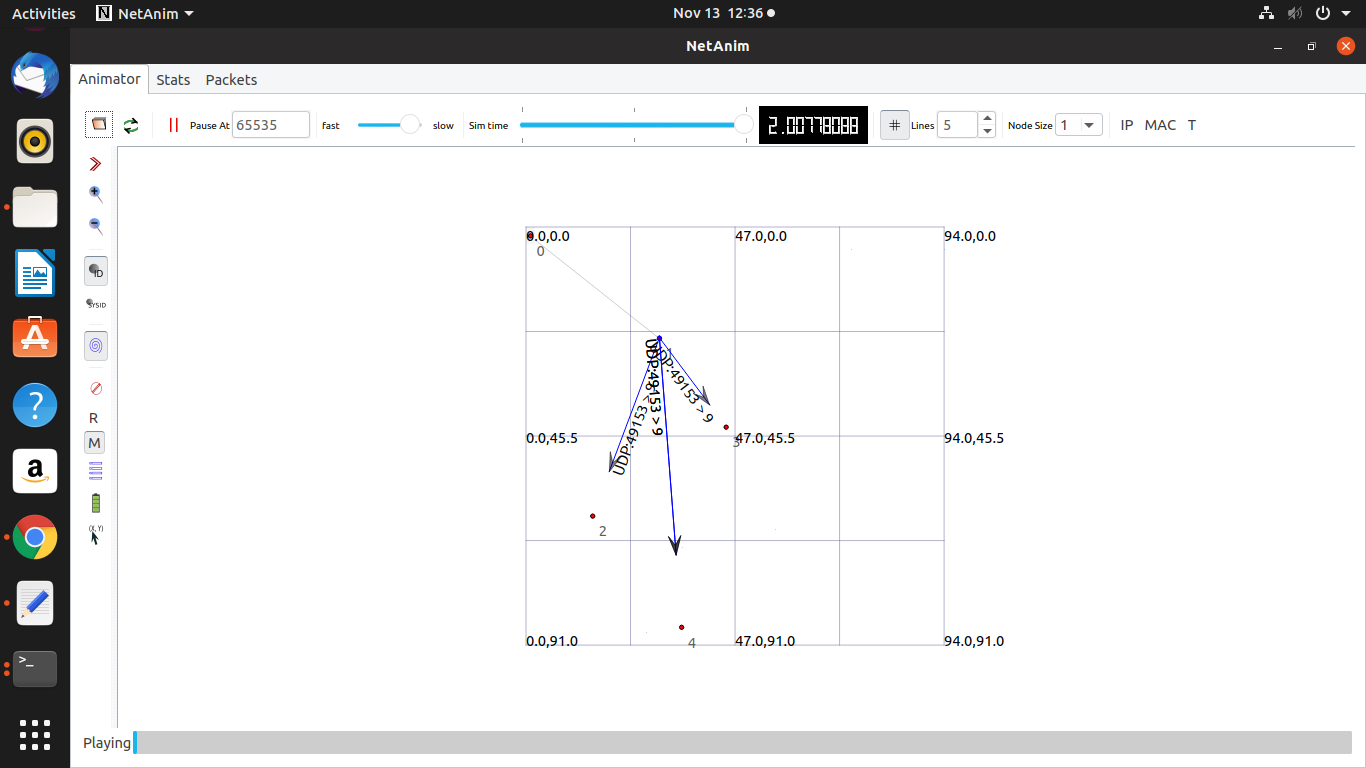 Activities NetAnim Nov 13 12:36
NetAnim
Animator Stats Packets
Pause At 65535 fast slow Sim time 2.00778088 Lines 5 Node Size 1 IP MAC T
ID
SYSID
R
M
(X, Y)
0.0,0.0 47.0,0.0 94.0,0.0
0
UDP:49153 > 9
UDP:49153 > 9
UDP:49153 > 9
0.0,45.5 3 47.0,45.5 94.0,45.5
2
0.0,91.0 4 47.0,91.0 94.0,91.0
Playing